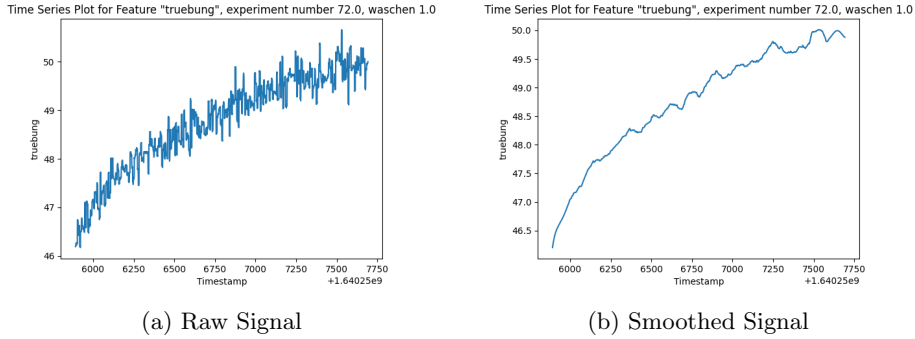 Time Series Plot for Feature "truebung", experiment number 72.0, waschen 1.0
truebung
50
49
48
47
46
6000
6250
6500
6750
7000
7250
7500
7750
Timestamp
+1.64025e9
(a) Raw Signal
Time Series Plot for Feature "truebung", experiment number 72.0, waschen 1.0
truebung
50.0
49.5
49.0
48.5
48.0
47.5
47.0
46.5
6000
6250
6500
6750
7000
7250
7500
7750
Timestamp
+1.64025e9
(b) Smoothed Signal